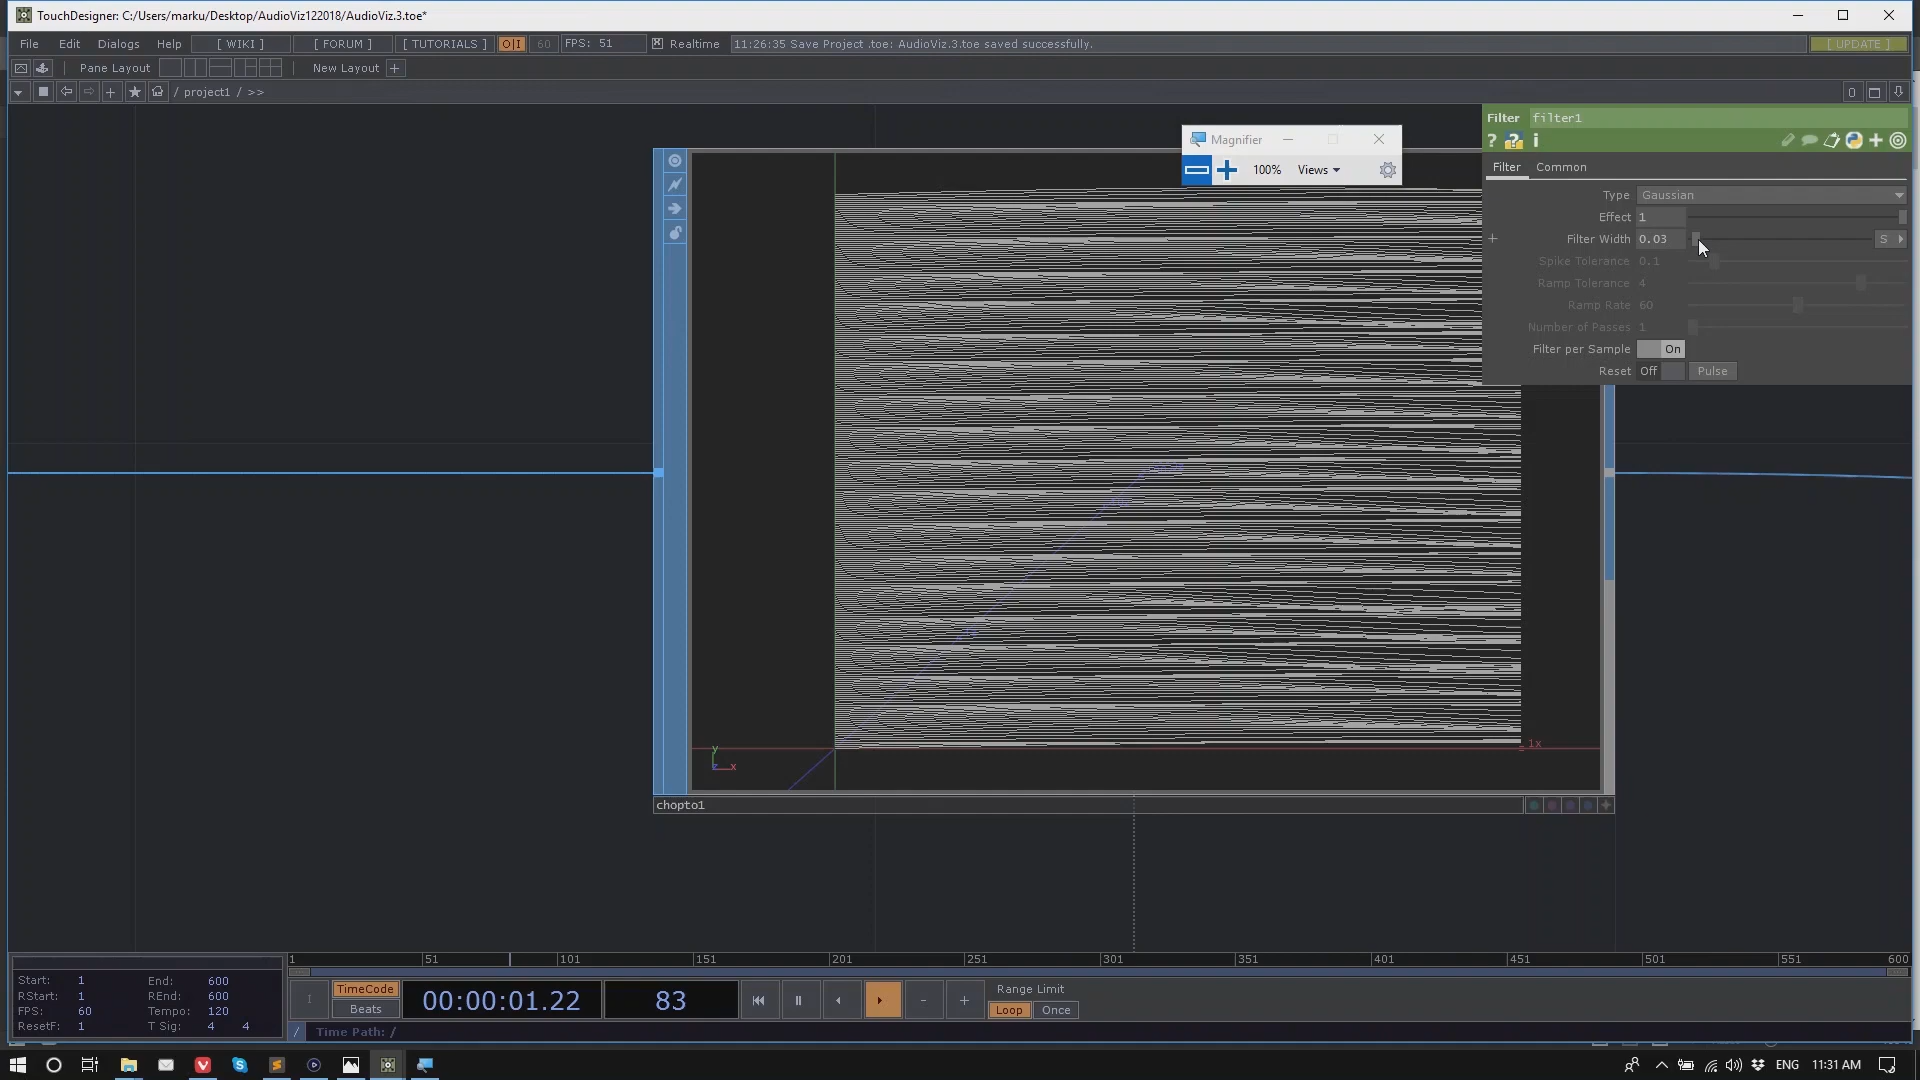 TouchDesigner: C:/Users/marku/Desktop/AudioViz122018/AudioViz.3.toe*
File Edit Dialogs Help [ WIKI ] [ FORUM ] [ TUTORIALS ] O|I 60 FPS: 51 Realtime 11:26:35 Save Project .toe: AudioViz.3.toe saved successfully. [ UPDATE ]
Pane Layout New Layout +
/ project1 / >> 0
Filter filter1
Magnifier
? i
100% Views
Filter Common
Type Gaussian
Effect 1
Filter Width 0.03 S
Spike Tolerance 0.1
Ramp Tolerance 4
Ramp Rate 60
Number of Passes 1
Filter per Sample On
Reset Off Pulse
1x
y
x
chopto1
1 51 101 151 201 251 301 351 401 451 501 551 600
Start: 1 End: 600
RStart: 1 REnd: 600
FPS: 60 Tempo: 120
ResetF: 1 T Sig: 4 4
TimeCode
Beats
00:00:01.22 83
Range Limit
Loop Once
/ Time Path: /
ENG 11:31 AM